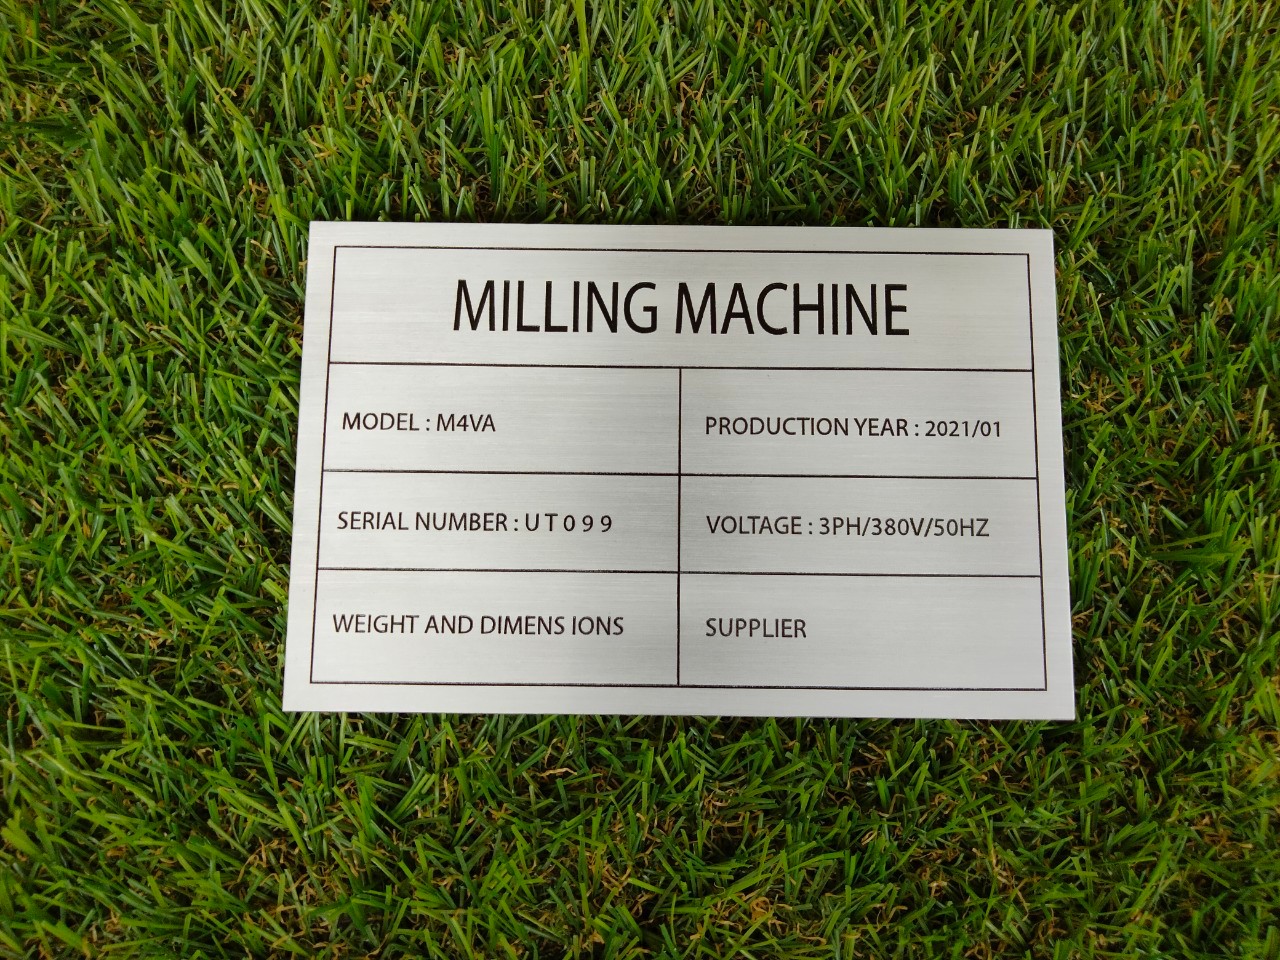 MILLING MACHINE
MODEL : M4VA
PRODUCTION YEAR : 2021/01
SERIAL NUMBER : U T 0 9 9
VOLTAGE : 3PH/380V/50HZ
WEIGHT AND DIMENS IONS
SUPPLIER